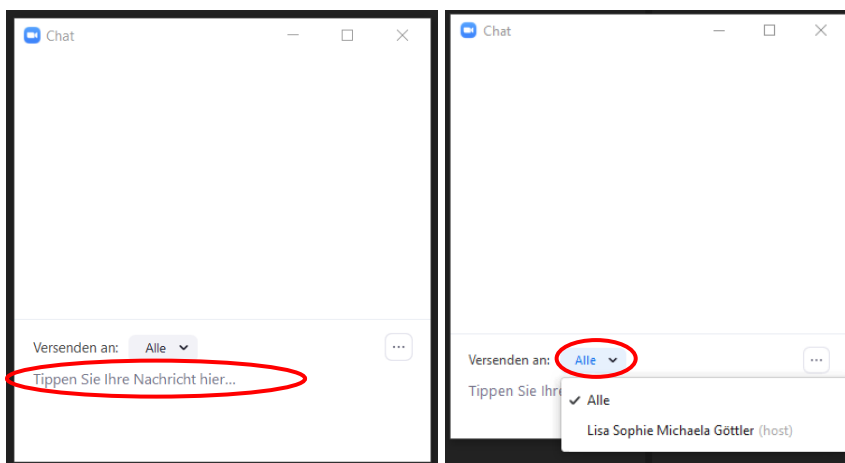 Chat
Versenden an: Alle
Tippen Sie Ihre Nachricht hier...
Chat
Versenden an: Alle
Tippen Sie Ihre
Alle
Lisa Sophie Michaela Göttler (host)